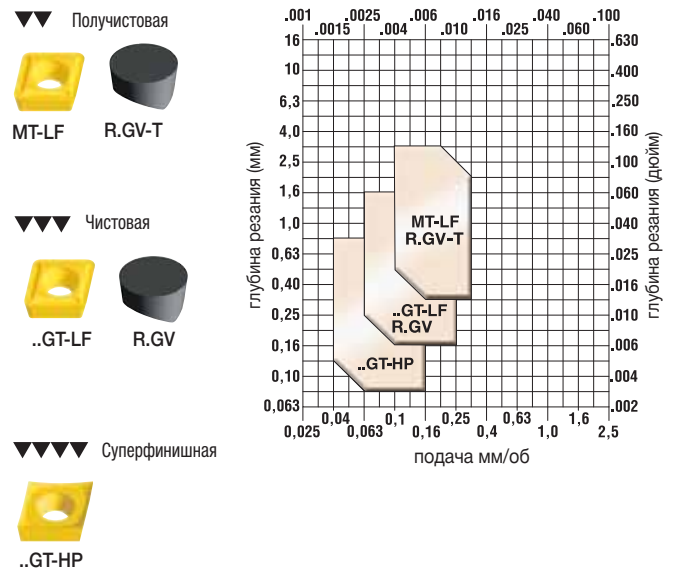 Получистовая
MT-LF R.GV-T
Чистовая
..GT-LF R.GV
Суперфинишная
..GT-HP
.001 .0025 .006 .016 .040 .100
.0015 .004 .010 .025 .060
16 .630
10 .400
6,3 .250
4,0 .160
2,5 .100
1,6 .060
1,0 .040
0,63 .025
0,40 .016
0,25 .010
0,16 .006
0,10 .004
0,063 .002
глубина резания (мм)
глубина резания (дюйм)
MT-LF
R.GV-T
..GT-LF
R.GV
..GT-HP
0,04 0,1 0,25 0,63 1,6
0,025 0,063 0,16 0,4 1,0 2,5
подача мм/об